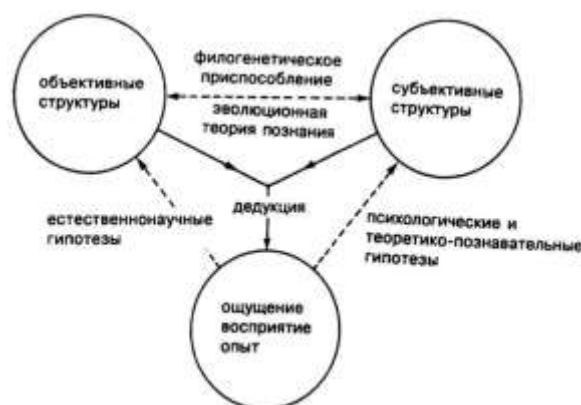 филогенетическое
приспособление
объективные
структуры
субъективные
структуры
эволюционная
теория познания
дедукция
естественнонаучные
гипотезы
психологические и
теоретико-познавательные
гипотезы
ощущение
восприятие
опыт